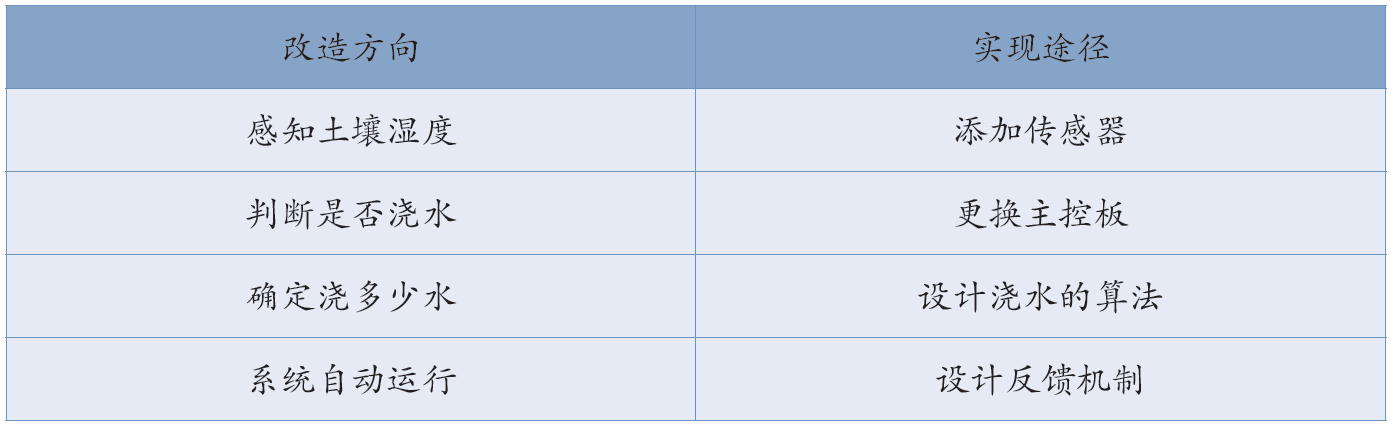 改造方向 实现途径
感知土壤湿度 添加传感器
判断是否浇水 更换主控板
确定浇多少水 设计浇水的算法
系统自动运行 设计反馈机制